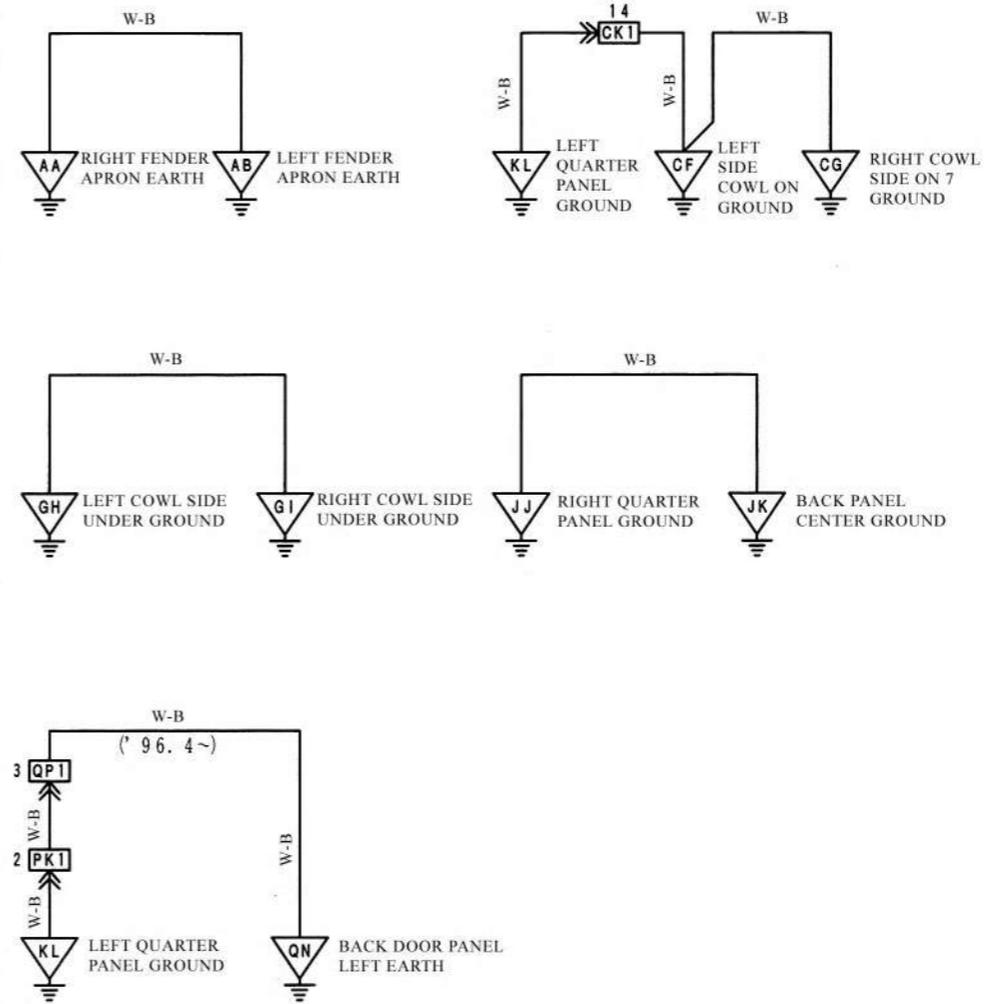 W-B
AA
RIGHT FENDER
APRON EARTH
AB
LEFT FENDER
APRON EARTH
14
CK1
W-B
W-B
W-B
KL
LEFT
QUARTER
PANEL
GROUND
CF
LEFT
SIDE
COWL ON
GROUND
CG
RIGHT COWL
SIDE ON 7
GROUND
W-B
GH
LEFT COWL SIDE
UNDER GROUND
GI
RIGHT COWL SIDE
UNDER GROUND
W-B
JJ
RIGHT QUARTER
PANEL GROUND
JK
BACK PANEL
CENTER GROUND
W-B
(' 96. 4~)
3 QP1
W-B
W-B
2 PK1
W-B
KL
LEFT QUARTER
PANEL GROUND
QN
BACK DOOR PANEL
LEFT EARTH